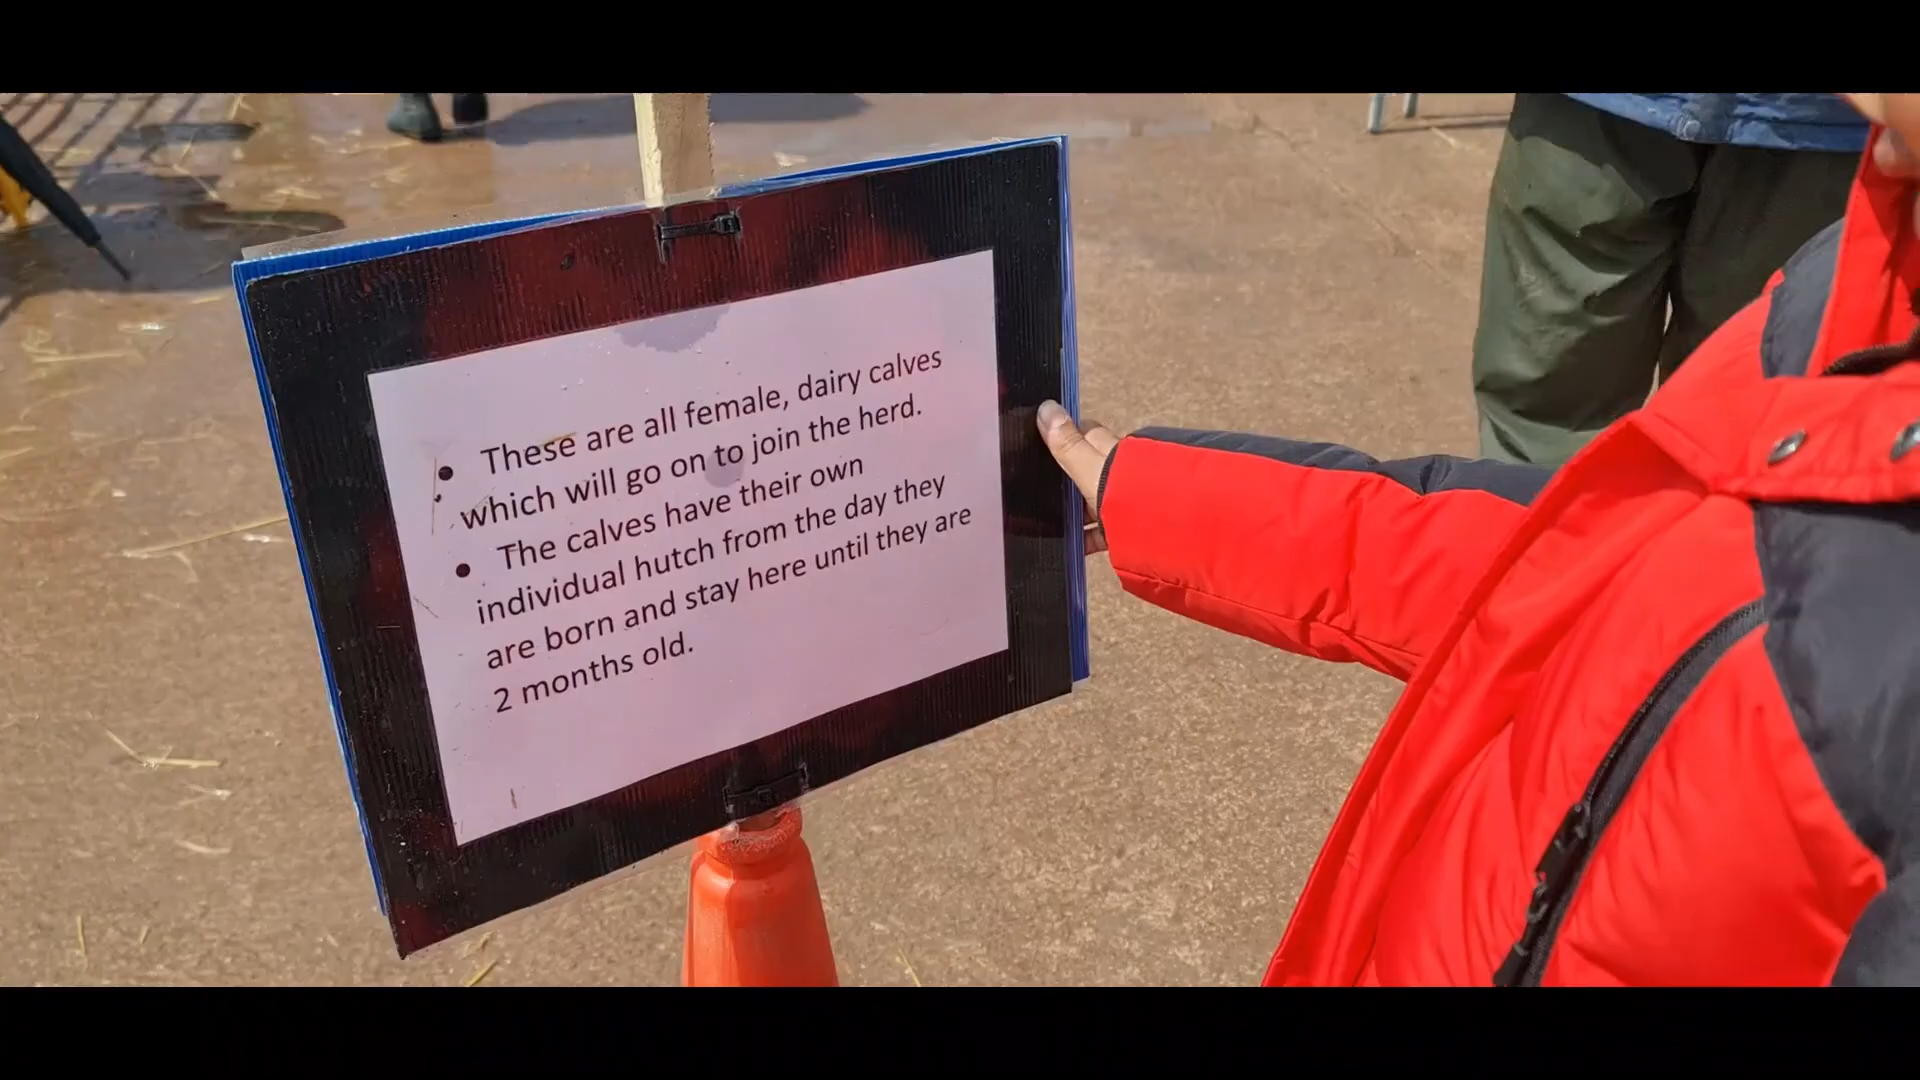 • These are all female, dairy calves
which will go on to join the herd.
• The calves have their own
individual hutch from the day they
are born and stay here until they are
2 months old.